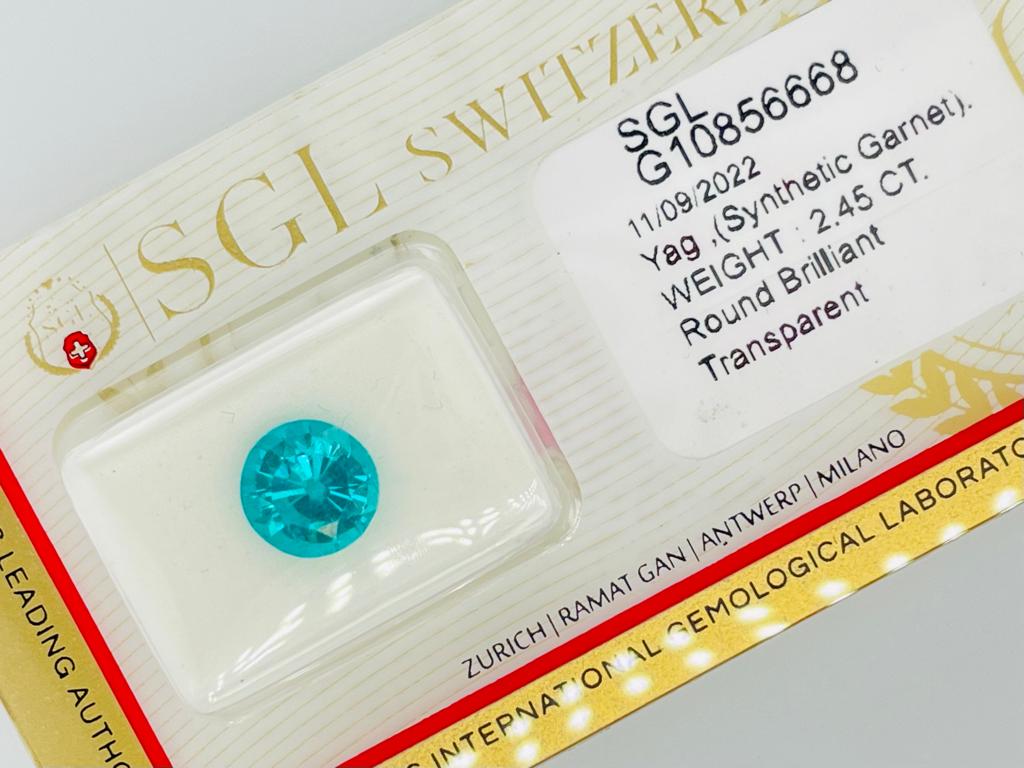 SGL SWITZER
SGL
SGL
G10856668
11/09/2022
Yag ,(Synthetic Garnet).
WEIGHT : 2.45 CT.
Round Brilliant
Transparent
ZURICH | RAMAT GAN | ANTWERP | MILANO
INTERNATIONAL GEMOLOGICAL LABORATO
LEADING AUTHO